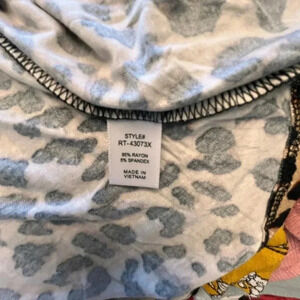 STYLE#
RT-43073X
95% RAYON
5% SPANDEX
MADE IN
VIETNAM